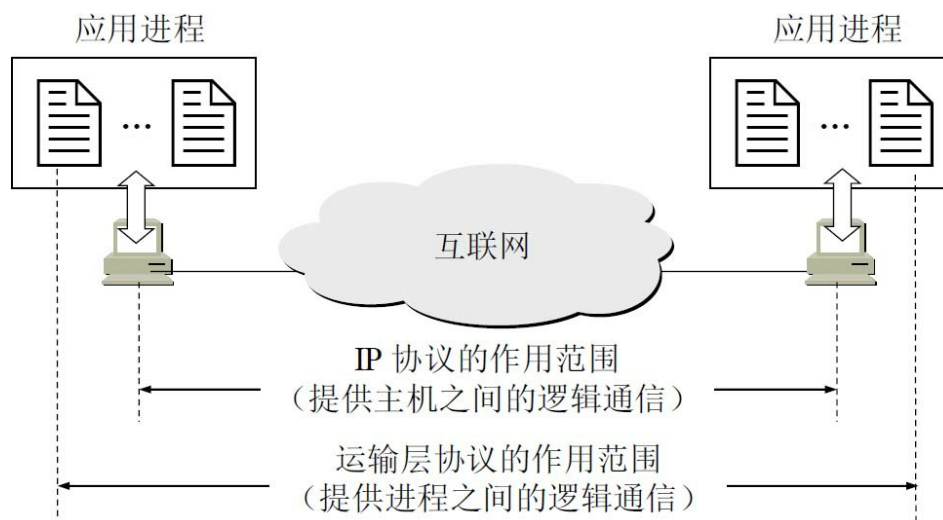 应用进程
应用进程
...
...
互联网
IP 协议的作用范围
（提供主机之间的逻辑通信）
运输层协议的作用范围
（提供进程之间的逻辑通信）